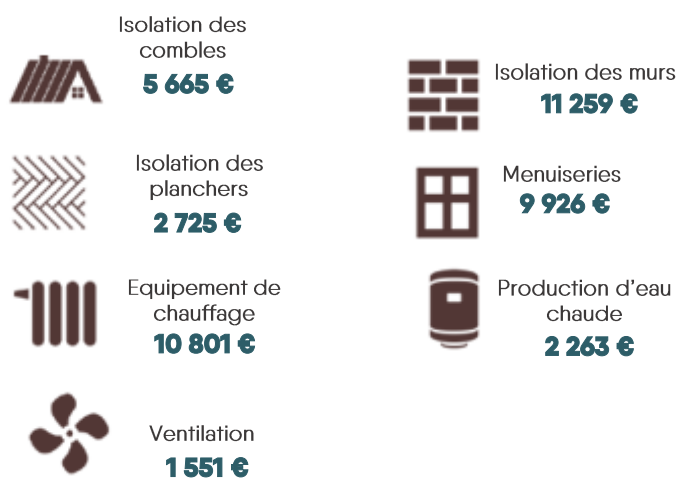 Isolation des
combles
5 665 €
Isolation des murs
11 259 €
Isolation des
planchers
2 725 €
Menuiseries
9 926 €
Equipement de
chauffage
10 801 €
Production d'eau
chaude
2 263 €
Ventilation
1 551 €